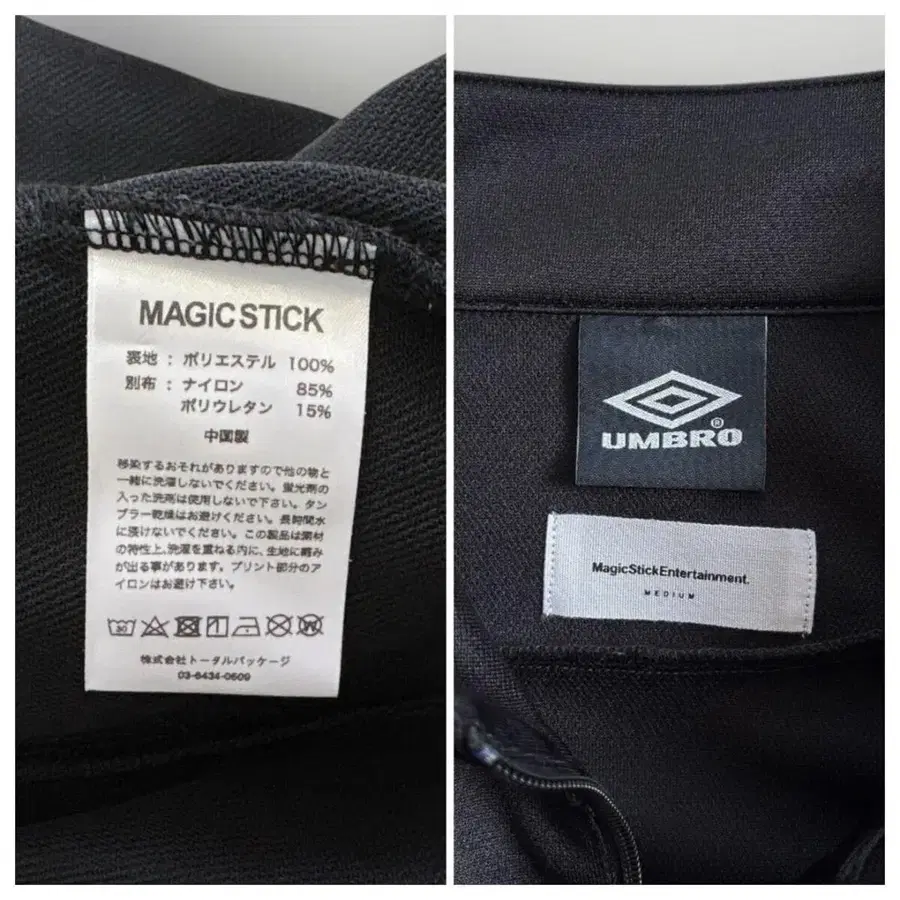 MAGIC STICK
表地 : ポリエステル 100%
別布 : ナイロン 85%
ポリウレタン 15%
中国製
移染するおそれがありますので他の物と
一緒に洗濯しないでください。蛍光剤の
入った洗剤は使用しないで下さい。タン
ブラー乾燥はお避けください。長時間水
に浸けないでください。この製品は素材
の特性上、洗濯を重ねる内に、生地に縮み
が出る事があります。プリント部分のア
イロンはお避け下さい。
30
株式会社トータルパッケージ
03-6434-0609
UMBRO®
MagicStickEntertainment.
MEDIUM